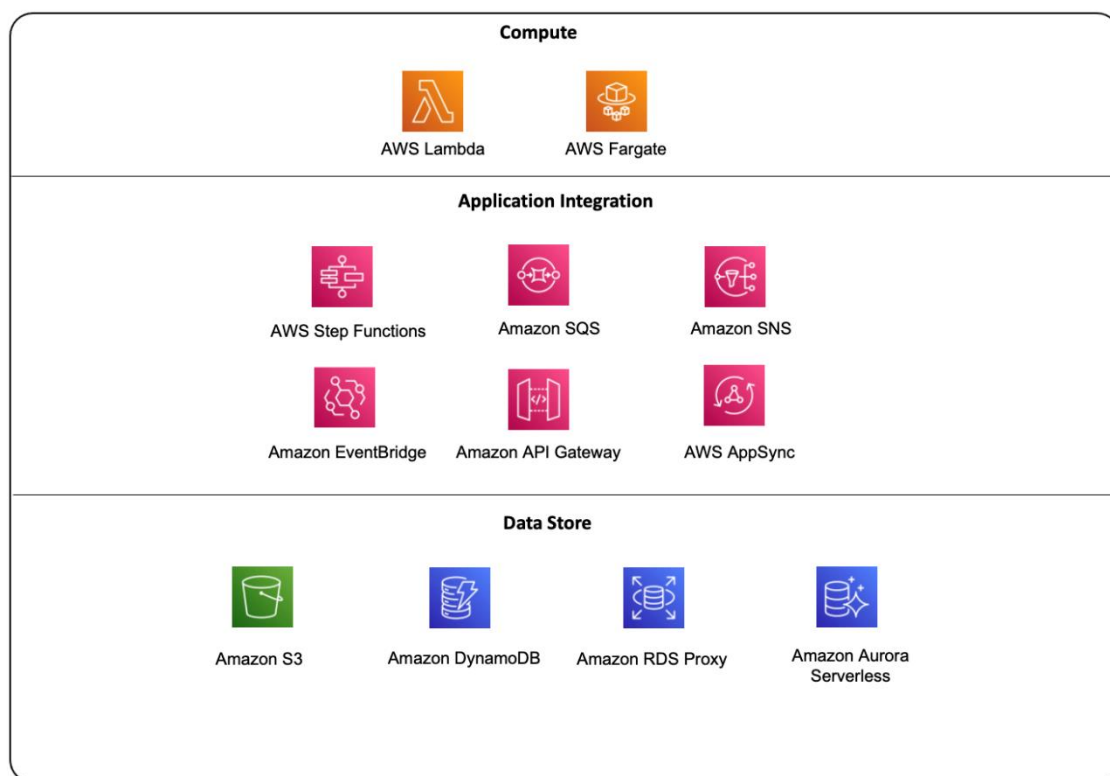 Compute
AWS Lambda
AWS Fargate
Application Integration
AWS Step Functions
Amazon SQS
Amazon SNS
Amazon EventBridge
Amazon API Gateway
AWS AppSync
Data Store
Amazon S3
Amazon DynamoDB
Amazon RDS Proxy
Amazon Aurora
Serverless